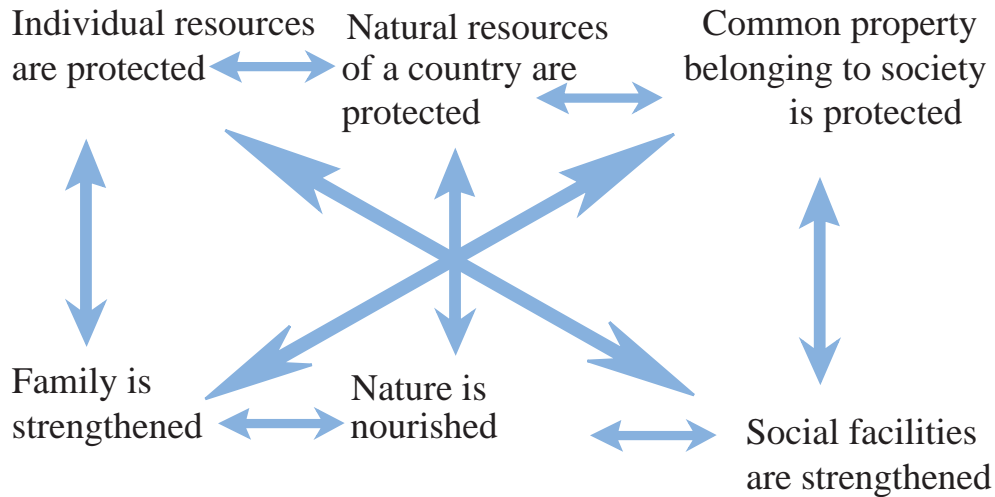 Individual resources
are protected
Natural resources
of a country are
protected
Common property
belonging to society
is protected
Family is
strengthened
Nature is
nourished
Social facilities
are strengthened